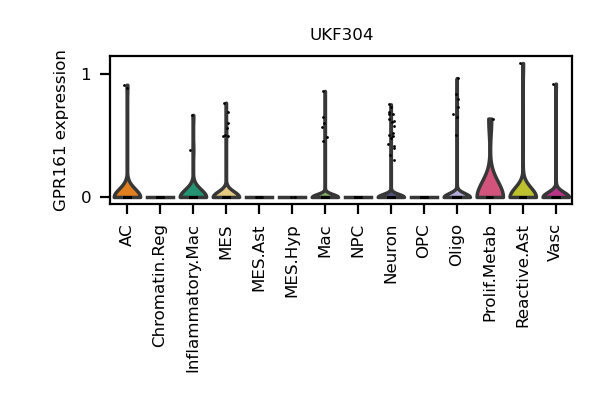 UKF304
GPR161 expression
1
0
AC
Chromatin.Reg
Inflammatory.Mac
MES
MES.Ast
MES.Hyp
Mac
NPC
Neuron
OPC
Oligo
Prolif.Metab
Reactive.Ast
Vasc